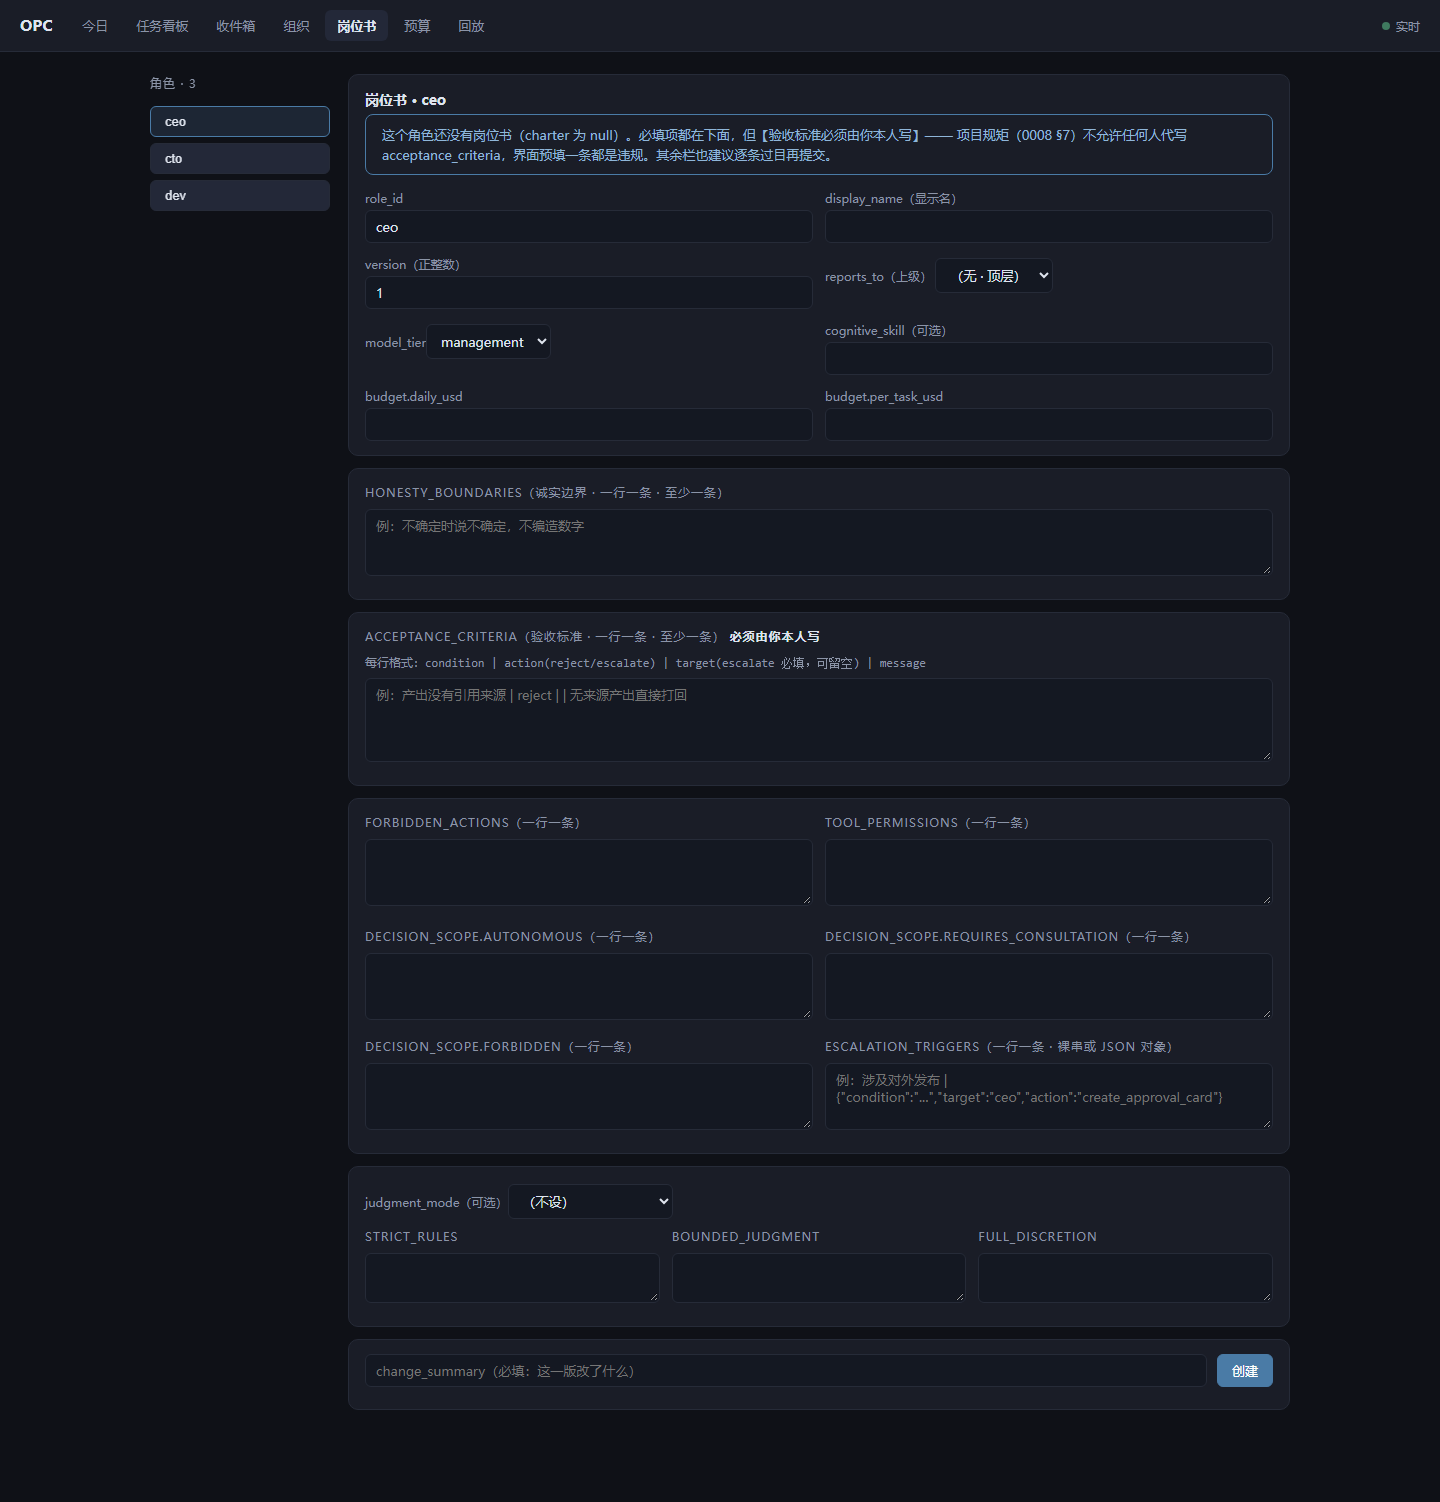 OPC 今日 任务看板 收件箱 组织 岗位书 预算 回放 实时
角色 · 3
ceo
cto
dev
岗位书 • ceo
这个角色还没有岗位书（charter 为 null）。必填项都在下面，但【验收标准必须由你本人写】—— 项目规矩（0008 §7）不允许任何人代写
acceptance_criteria，界面预填一条都是违规。其余栏也建议逐条过目再提交。
role_id
ceo
display_name（显示名）
version（正整数）
1
reports_to（上级） （无 · 顶层）
model_tier management
cognitive_skill（可选）
budget.daily_usd
budget.per_task_usd
HONESTY_BOUNDARIES（诚实边界 · 一行一条 · 至少一条）
例：不确定时说不确定，不编造数字
ACCEPTANCE_CRITERIA（验收标准 · 一行一条 · 至少一条） 必须由你本人写
每行格式: condition | action(reject/escalate) | target(escalate 必填, 可留空) | message
例：产出没有引用来源 | reject | | 无来源产出直接打回
FORBIDDEN_ACTIONS（一行一条）
TOOL_PERMISSIONS（一行一条）
DECISION_SCOPE.AUTONOMOUS（一行一条）
DECISION_SCOPE.REQUIRES_CONSULTATION（一行一条）
DECISION_SCOPE.FORBIDDEN（一行一条）
ESCALATION_TRIGGERS（一行一条 · 裸串或 JSON 对象）
例：涉及对外发布 |
{"condition":"...","target":"ceo","action":"create_approval_card"}
judgment_mode（可选） （不设）
STRICT_RULES
BOUNDED_JUDGMENT
FULL_DISCRETION
change_summary（必填：这一版改了什么）
创建